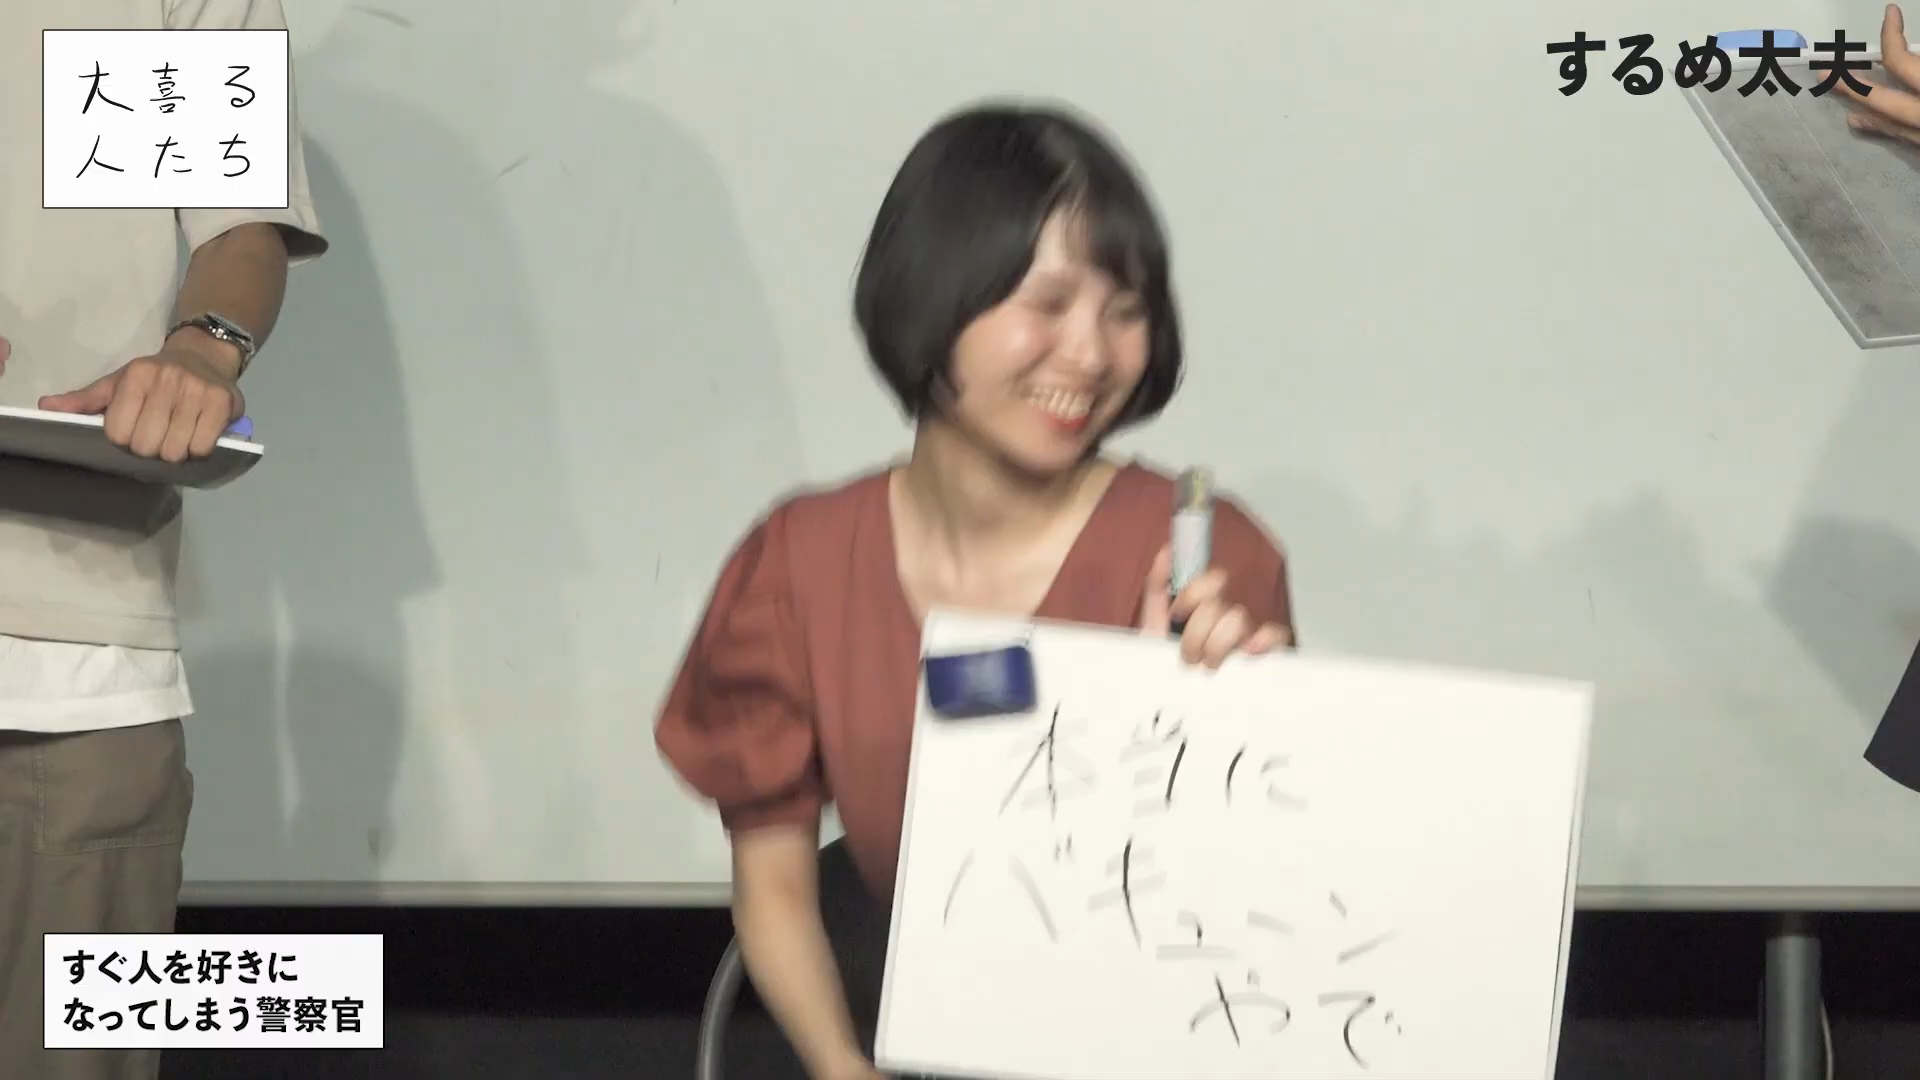 大喜る
人たち
するめ太夫
本当に
バキューン
やで
すぐ人を好きに
なってしまう警察官